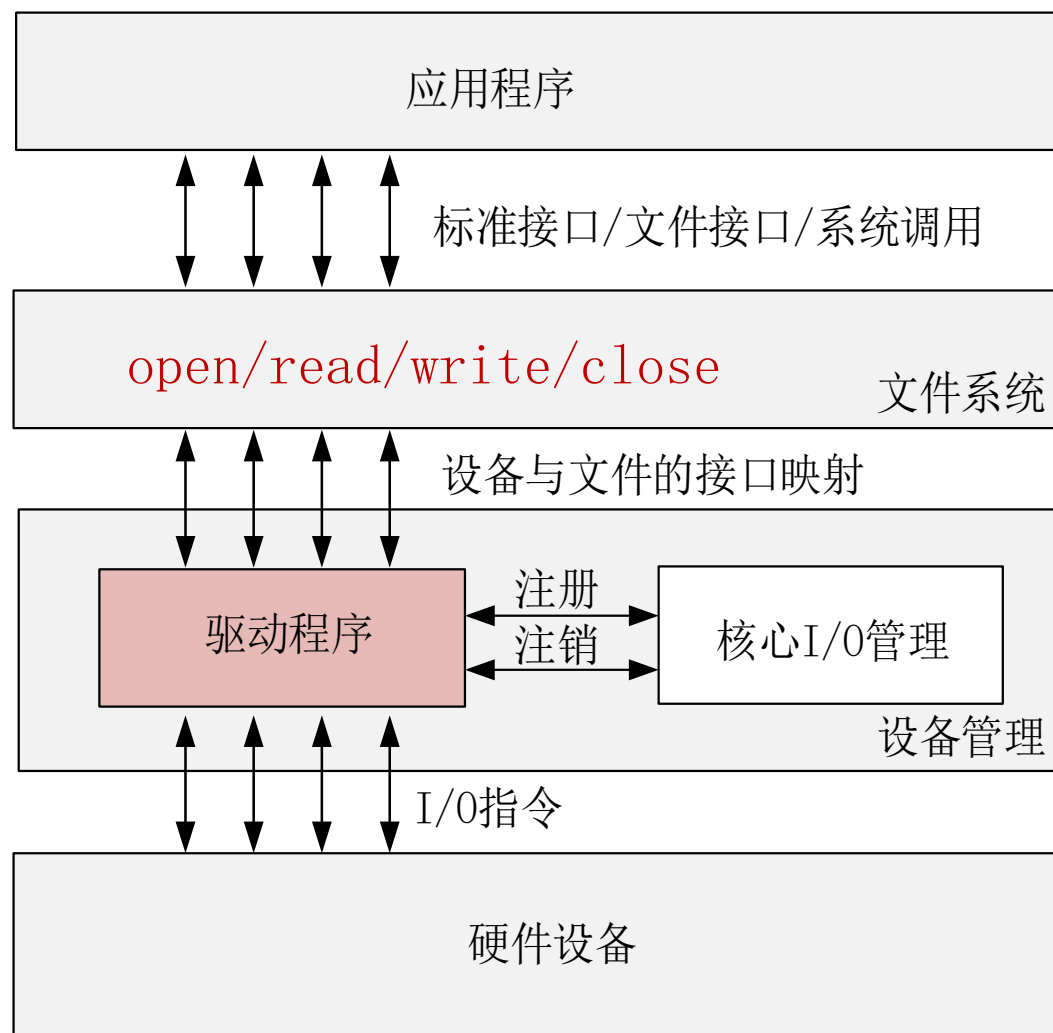 应用程序
标准接口/文件接口/系统调用
open/read/write/close
文件系统
设备与文件的接口映射
驱动程序
注册
注销
核心I/O管理
设备管理
I/O指令
硬件设备